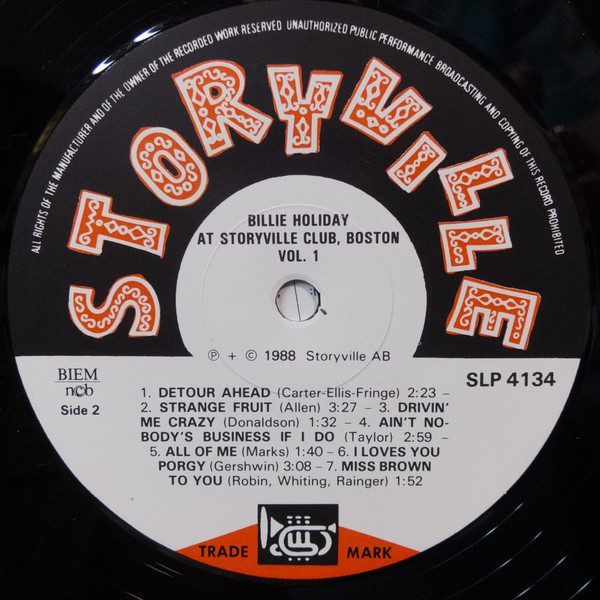 ALL RIGHTS OF THE MANUFACTURER AND OF THE OWNER OF THE RECORDED WORK RESERVED UNAUTHORIZED PUBLIC PERFORMANCE BROADCASTING AND COPYING OF THIS RECORD PROHIBITED
STORYVILLE
BILLIE HOLIDAY
AT STORYVILLE CLUB, BOSTON
VOL. 1
℗ + © 1988 Storyville AB
BIEM
ncb
Side 2
SLP 4134
1. DETOUR AHEAD (Carter-Ellis-Fringe) 2:23 –
2. STRANGE FRUIT (Allen) 3:27 – 3. DRIVIN'
ME CRAZY (Donaldson) 1:32 – 4. AIN'T NO-
BODY'S BUSINESS IF I DO (Taylor) 2:59 –
5. ALL OF ME (Marks) 1:40 – 6. I LOVES YOU
PORGY (Gershwin) 3:08 – 7. MISS BROWN
TO YOU (Robin, Whiting, Rainger) 1:52
TRADE MARK